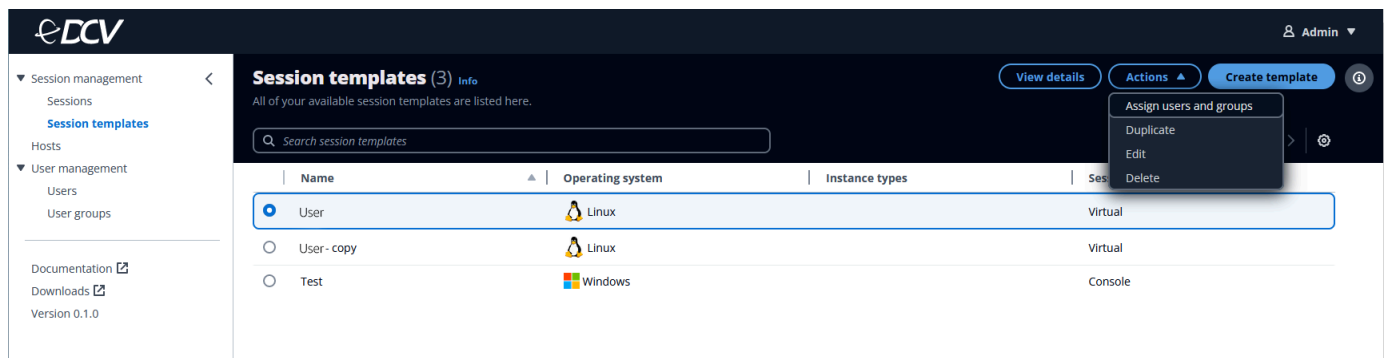 DCV
Admin
Session management
Sessions
Session templates
Hosts
User management
Users
User groups
Documentation
Downloads
Version 0.1.0
Session templates (3) Info
All of your available session templates are listed here.
View details
Actions
Create template
Assign users and groups
Duplicate
Edit
Delete
Search session templates
Name Operating system Instance types
User Linux Virtual
User-copy Linux Virtual
Test Windows Console